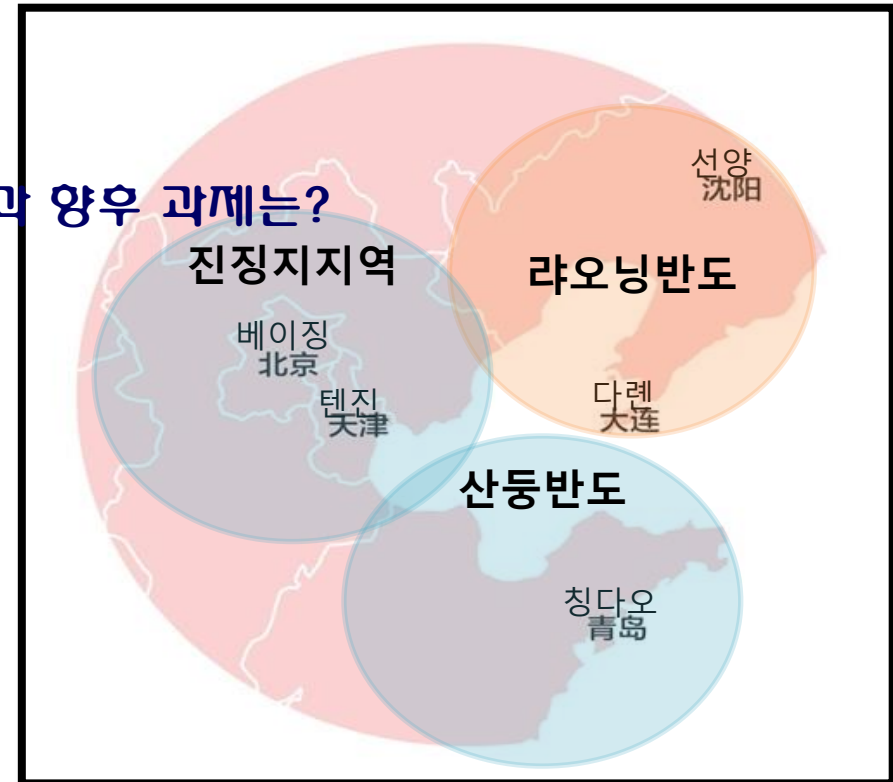 선양
沈阳
과 향후 과제는?
진징지지역
랴오닝반도
베이징
北京
텐진
天津
다롄
大连
산둥반도
칭다오
青岛